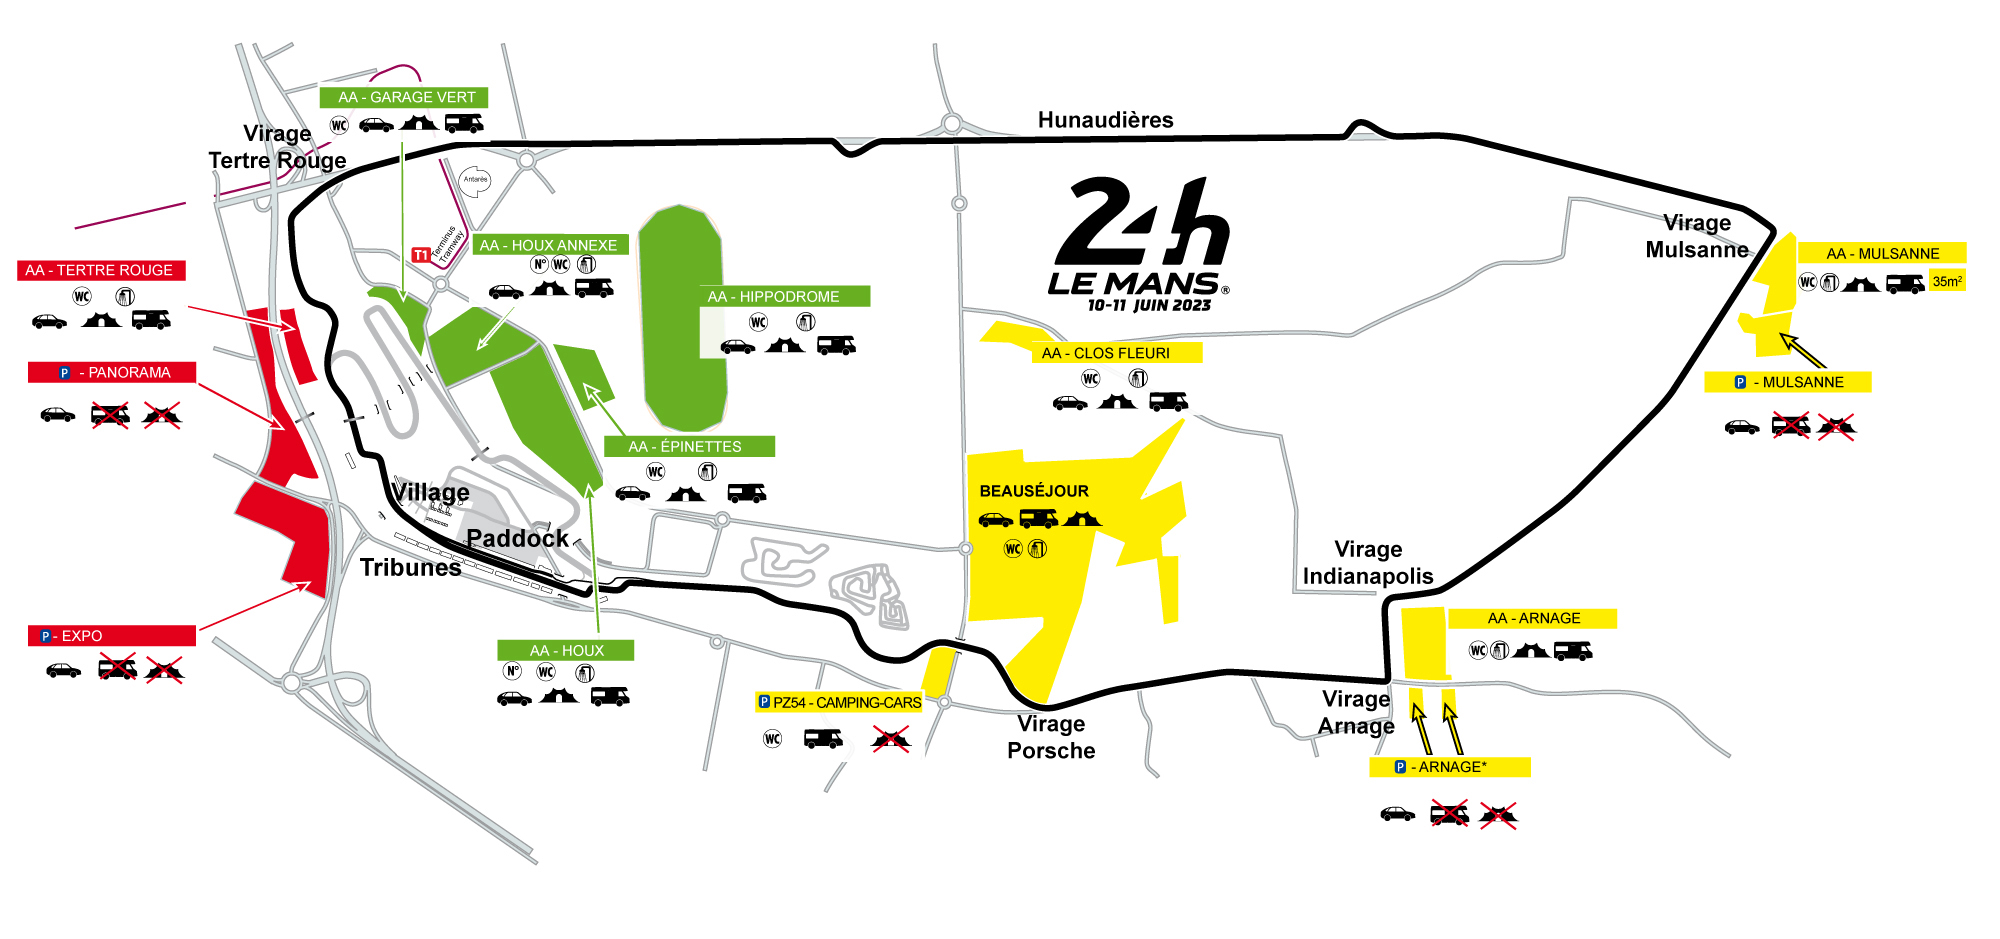 AA - GARAGE VERT
WC
Virage
Tertre Rouge
Hunaudières
Antarès
Terminus
Tramway
T1
24h
LE MANS®
10-11 JUIN 2023
Virage
Mulsanne
AA - HOUX ANNEXE
N° WC
AA - MULSANNE
WC
35m²
AA - TERTRE ROUGE
WC
AA - HIPPODROME
WC
AA - CLOS FLEURI
WC
P - PANORAMA
P - MULSANNE
AA - ÉPINETTES
WC
Village
Paddock
Tribunes
BEAUSÉJOUR
WC
Virage
Indianapolis
AA - ARNAGE
WC
P - EXPO
AA - HOUX
N° WC
P PZ54 - CAMPING-CARS
WC
Virage
Porsche
Virage
Arnage
P - ARNAGE*